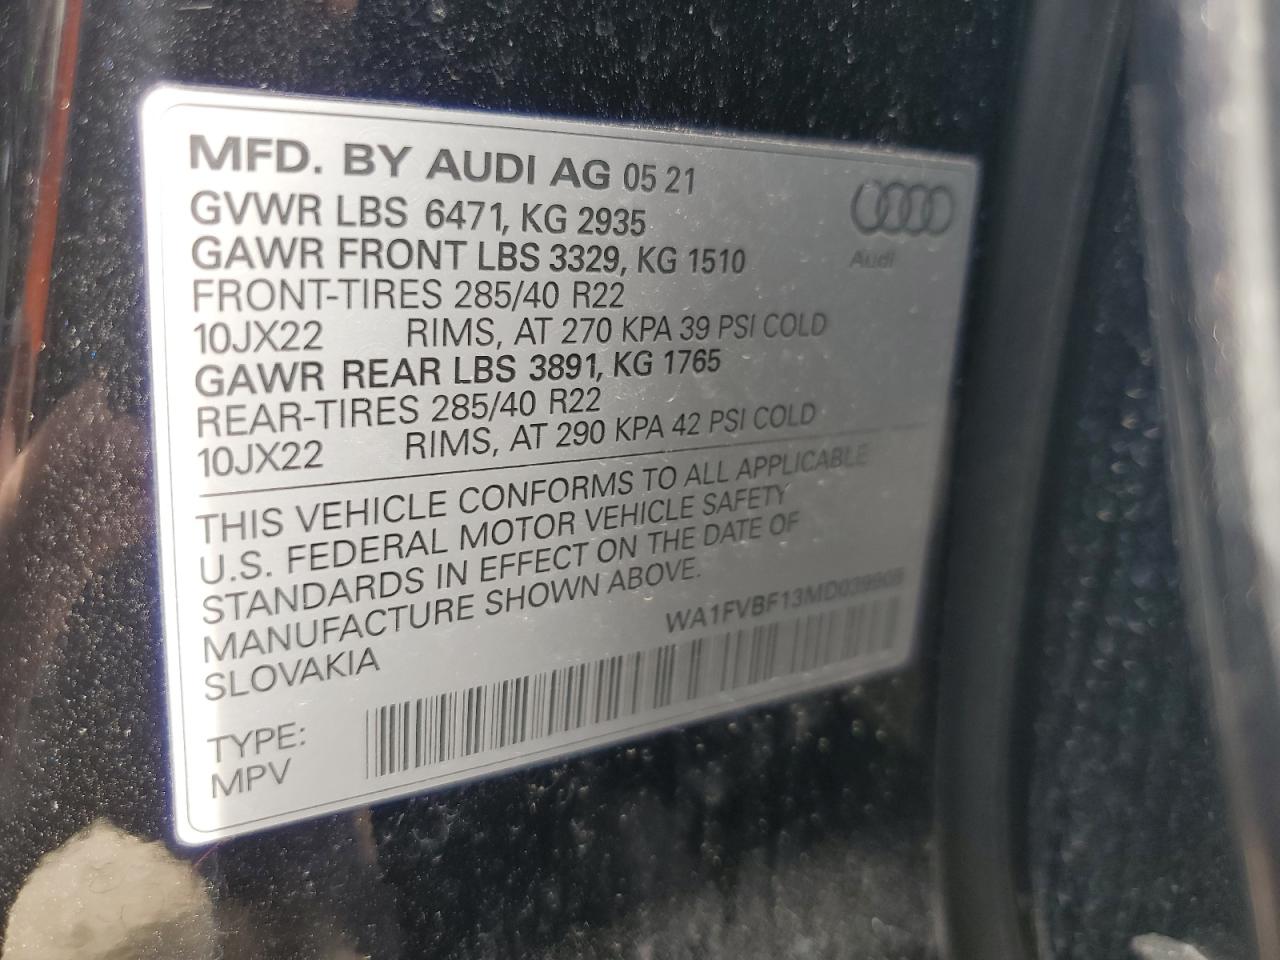 MFD. BY AUDI AG 05 21
GVWR LBS 6471, KG 2935
GAWR FRONT LBS 3329, KG 1510
FRONT-TIRES 285/40 R22
10JX22 RIMS, AT 270 KPA 39 PSI COLD
GAWR REAR LBS 3891, KG 1765
REAR-TIRES 285/40 R22
10JX22 RIMS, AT 290 KPA 42 PSI COLD
Audi
THIS VEHICLE CONFORMS TO ALL APPLICABLE
U.S. FEDERAL MOTOR VEHICLE SAFETY
STANDARDS IN EFFECT ON THE DATE OF
MANUFACTURE SHOWN ABOVE.
SLOVAKIA
TYPE:
MPV